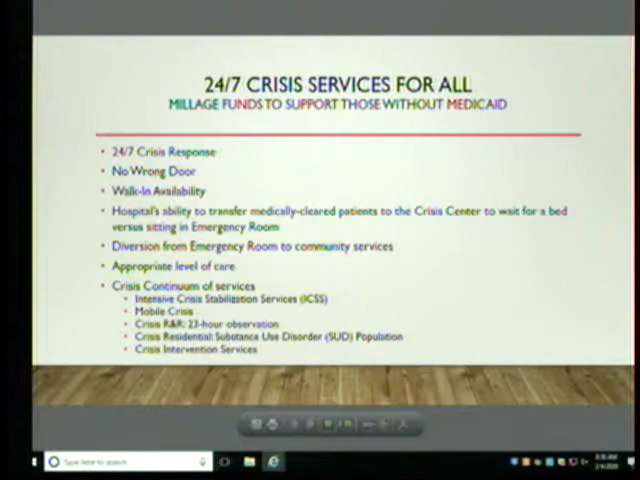 24/7 CRISIS SERVICES FOR ALL
MILLAGE FUNDS TO SUPPORT THOSE WITHOUT MEDICAID
• 24/7 Crisis Response
• No Wrong Door
• Walk-In Availability
• Hospital's ability to transfer medically-cleared patients to the Crisis Center to wait for a bed
versus sitting in Emergency Room
• Diversion from Emergency Room to community services
• Appropriate level of care
• Crisis Continuum of services
• Intensive Crisis Stabilization Services (ICSS)
• Mobile Crisis
• Crisis R&R: 23-hour observation
• Crisis Residential: Substance Use Disorder (SUD) Population
• Crisis Intervention Services
Type here to search